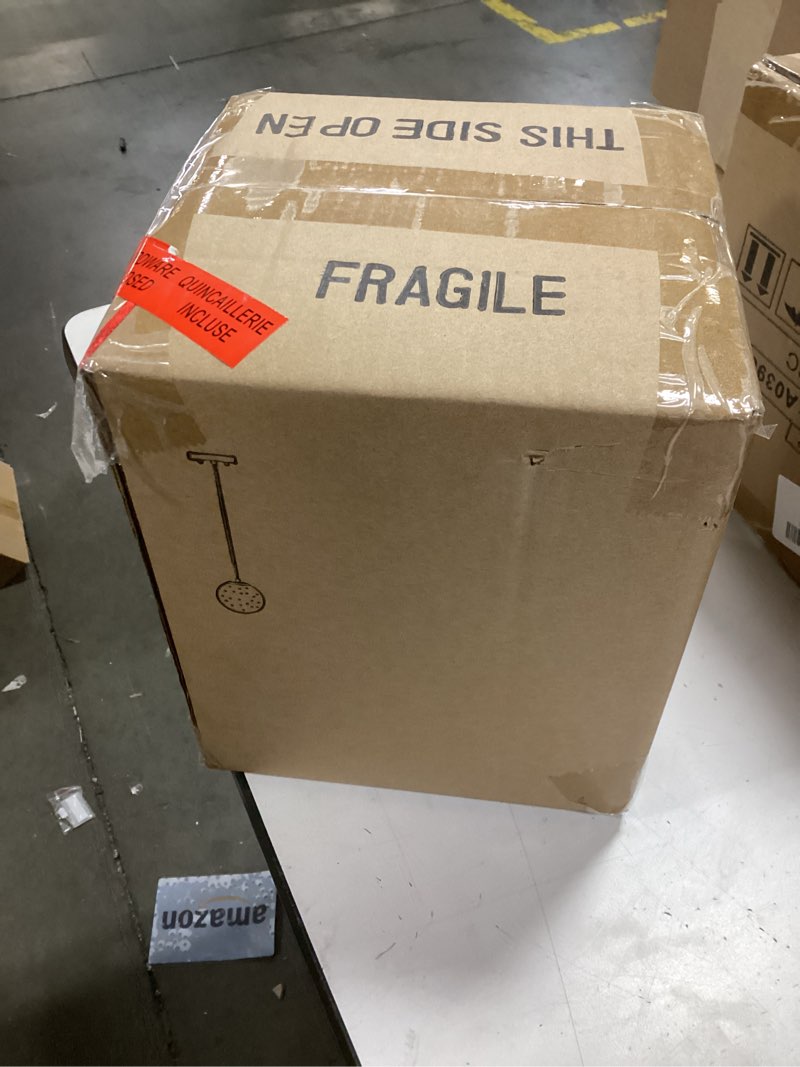 THIS SIDE OPEN
FRAGILE
QUINCAILLERIE
INCLUSE
amazon